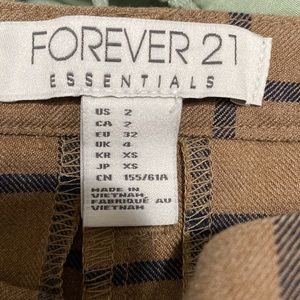 FOREVER 21
ESSENTIALS
US 2
CA 2
EU 32
UK 4
KR XS
JP XS
CN 155/61A
MADE IN
VIETNAM
FABRIQUÉ AU
VIETNAM